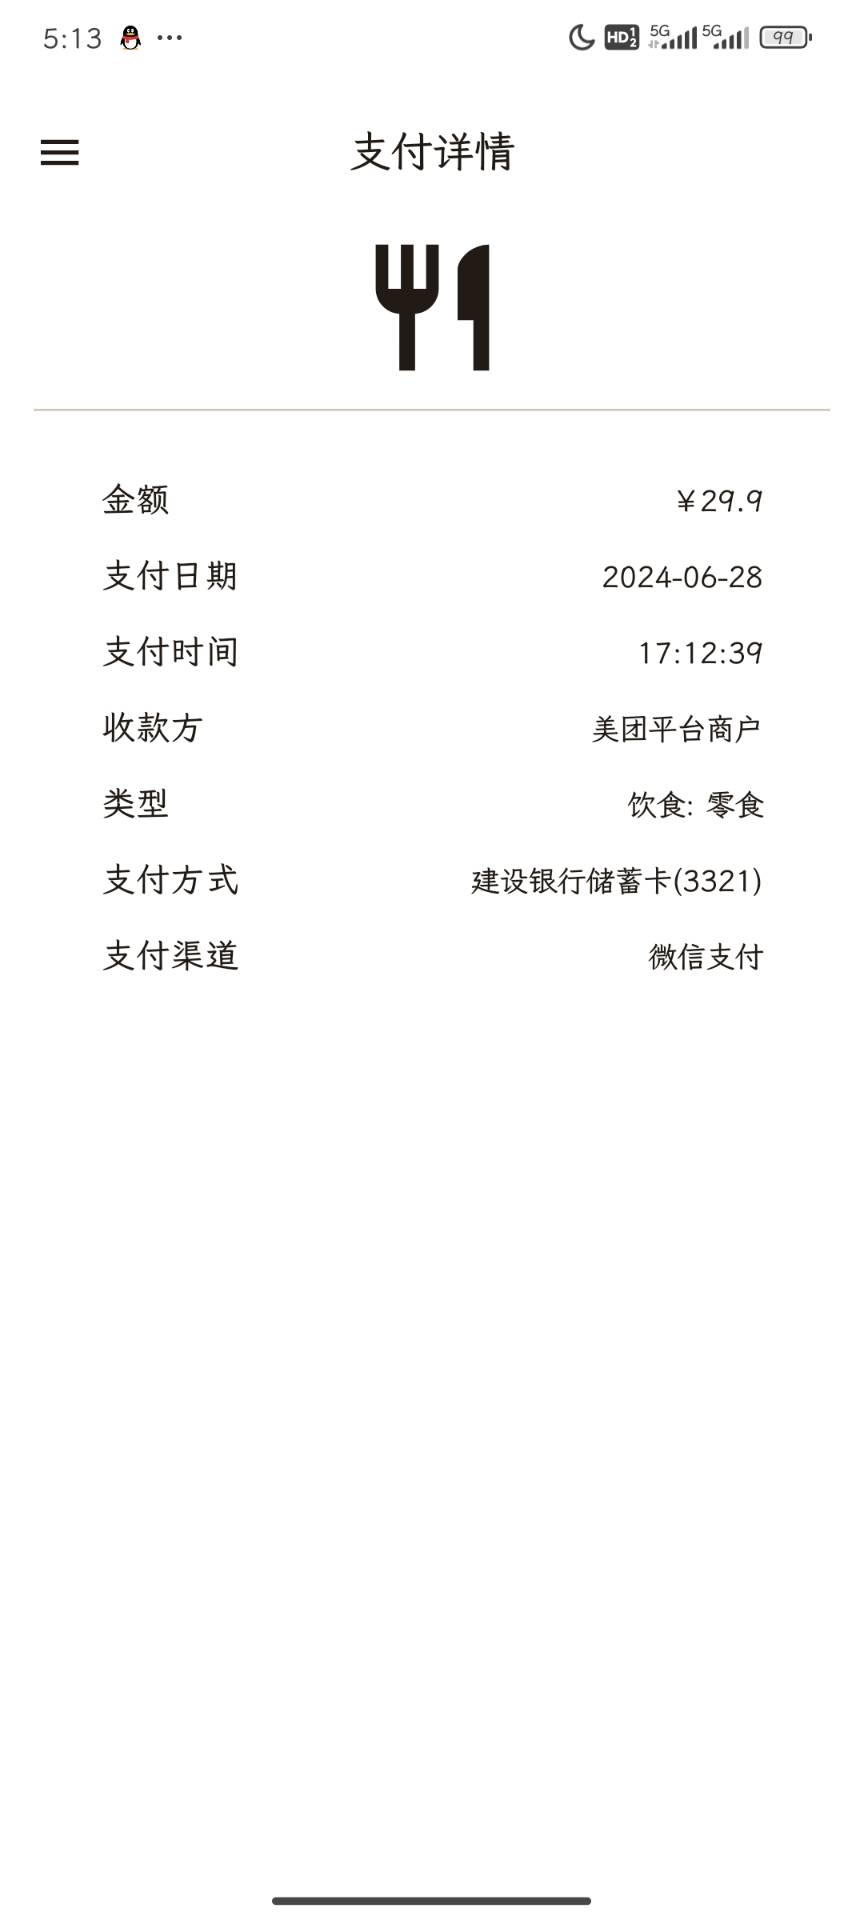 5:13 ... HD 1 2 5G 5G 99
支付详情
金额 ￥29.9
支付日期 2024-06-28
支付时间 17:12:39
收款方 美团平台商户
类型 饮食: 零食
支付方式 建设银行储蓄卡(3321)
支付渠道 微信支付